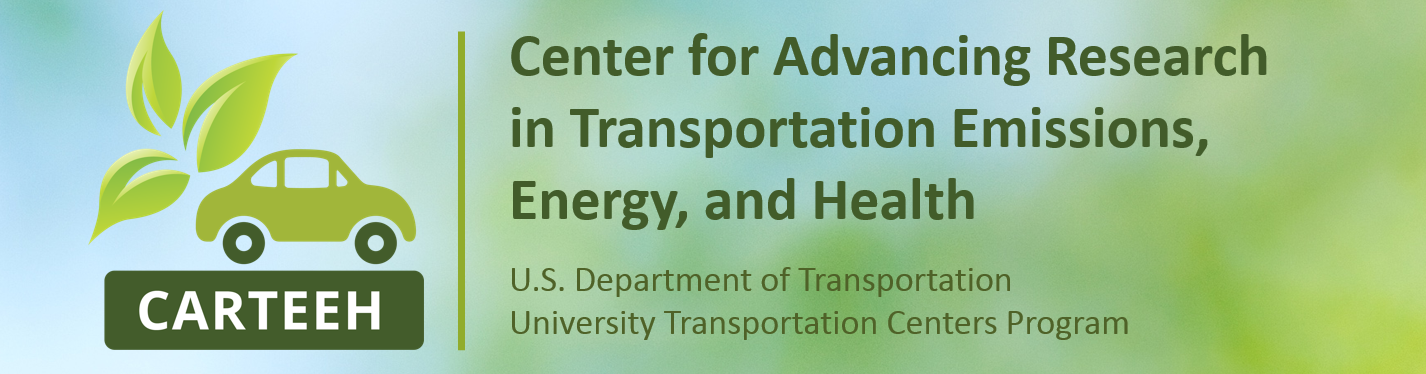 Center for Advancing Research
in Transportation Emissions,
Energy, and Health
U.S. Department of Transportation
University Transportation Centers Program
CARTEEH